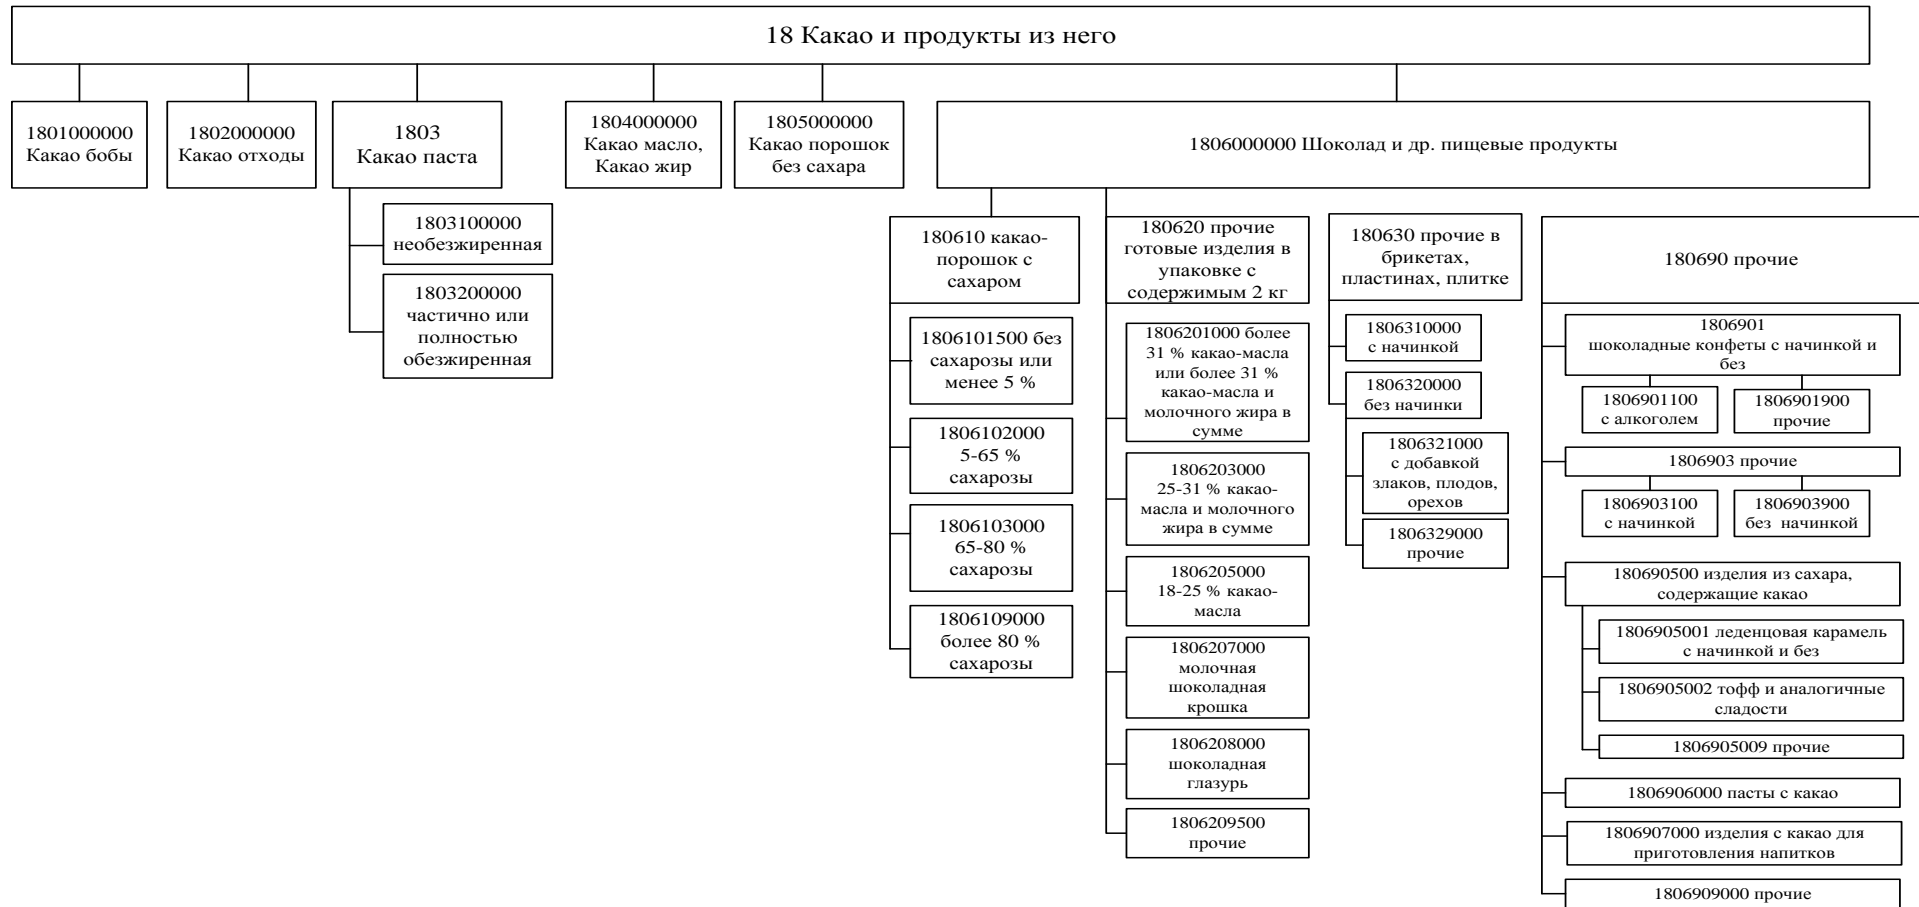 18 Какао и продукты из него
1801000000
Какао бобы
1802000000
Какао отходы
1803
Какао паста
1804000000
Какао масло,
Какао жир
1805000000
Какао порошок
без сахара
1806000000 Шоколад и др. пищевые продукты
1803100000
необезжиренная
1803200000
частично или
полностью
обезжиренная
180610 какао-
порошок с
сахаром
1806101500 без
сахарозы или
менее 5 %
1806102000
5-65 %
сахарозы
1806103000
65-80 %
сахарозы
1806109000
более 80 %
сахарозы
180620 прочие
готовые изделия в
упаковке с
содержимым 2 кг
1806201000 более
31 % какао-масла
или более 31 %
какао-масла и
молочного жира в
сумме
1806203000
25-31 % какао-
масла и молочного
жира в сумме
1806205000
18-25 % какао-
масла
1806207000
молочная
шоколадная
крошка
1806208000
шоколадная
глазурь
1806209500
прочие
180630 прочие в
брикетах,
пластинах, плитке
1806310000
с начинкой
1806320000
без начинки
1806321000
с добавкой
злаков, плодов,
орехов
1806329000
прочие
180690 прочие
1806901
шоколадные конфеты с начинкой и
без
1806901100
с алкоголем
1806901900
прочие
1806903 прочие
1806903100
с начинкой
1806903900
без начинкой
180690500 изделия из сахара,
содержащие какао
1806905001 леденцовая карамель
с начинкой и без
1806905002 тофф и аналогичные
сладости
1806905009 прочие
1806906000 пасты с какао
1806907000 изделия с какао для
приготовления напитков
1806909000 прочие